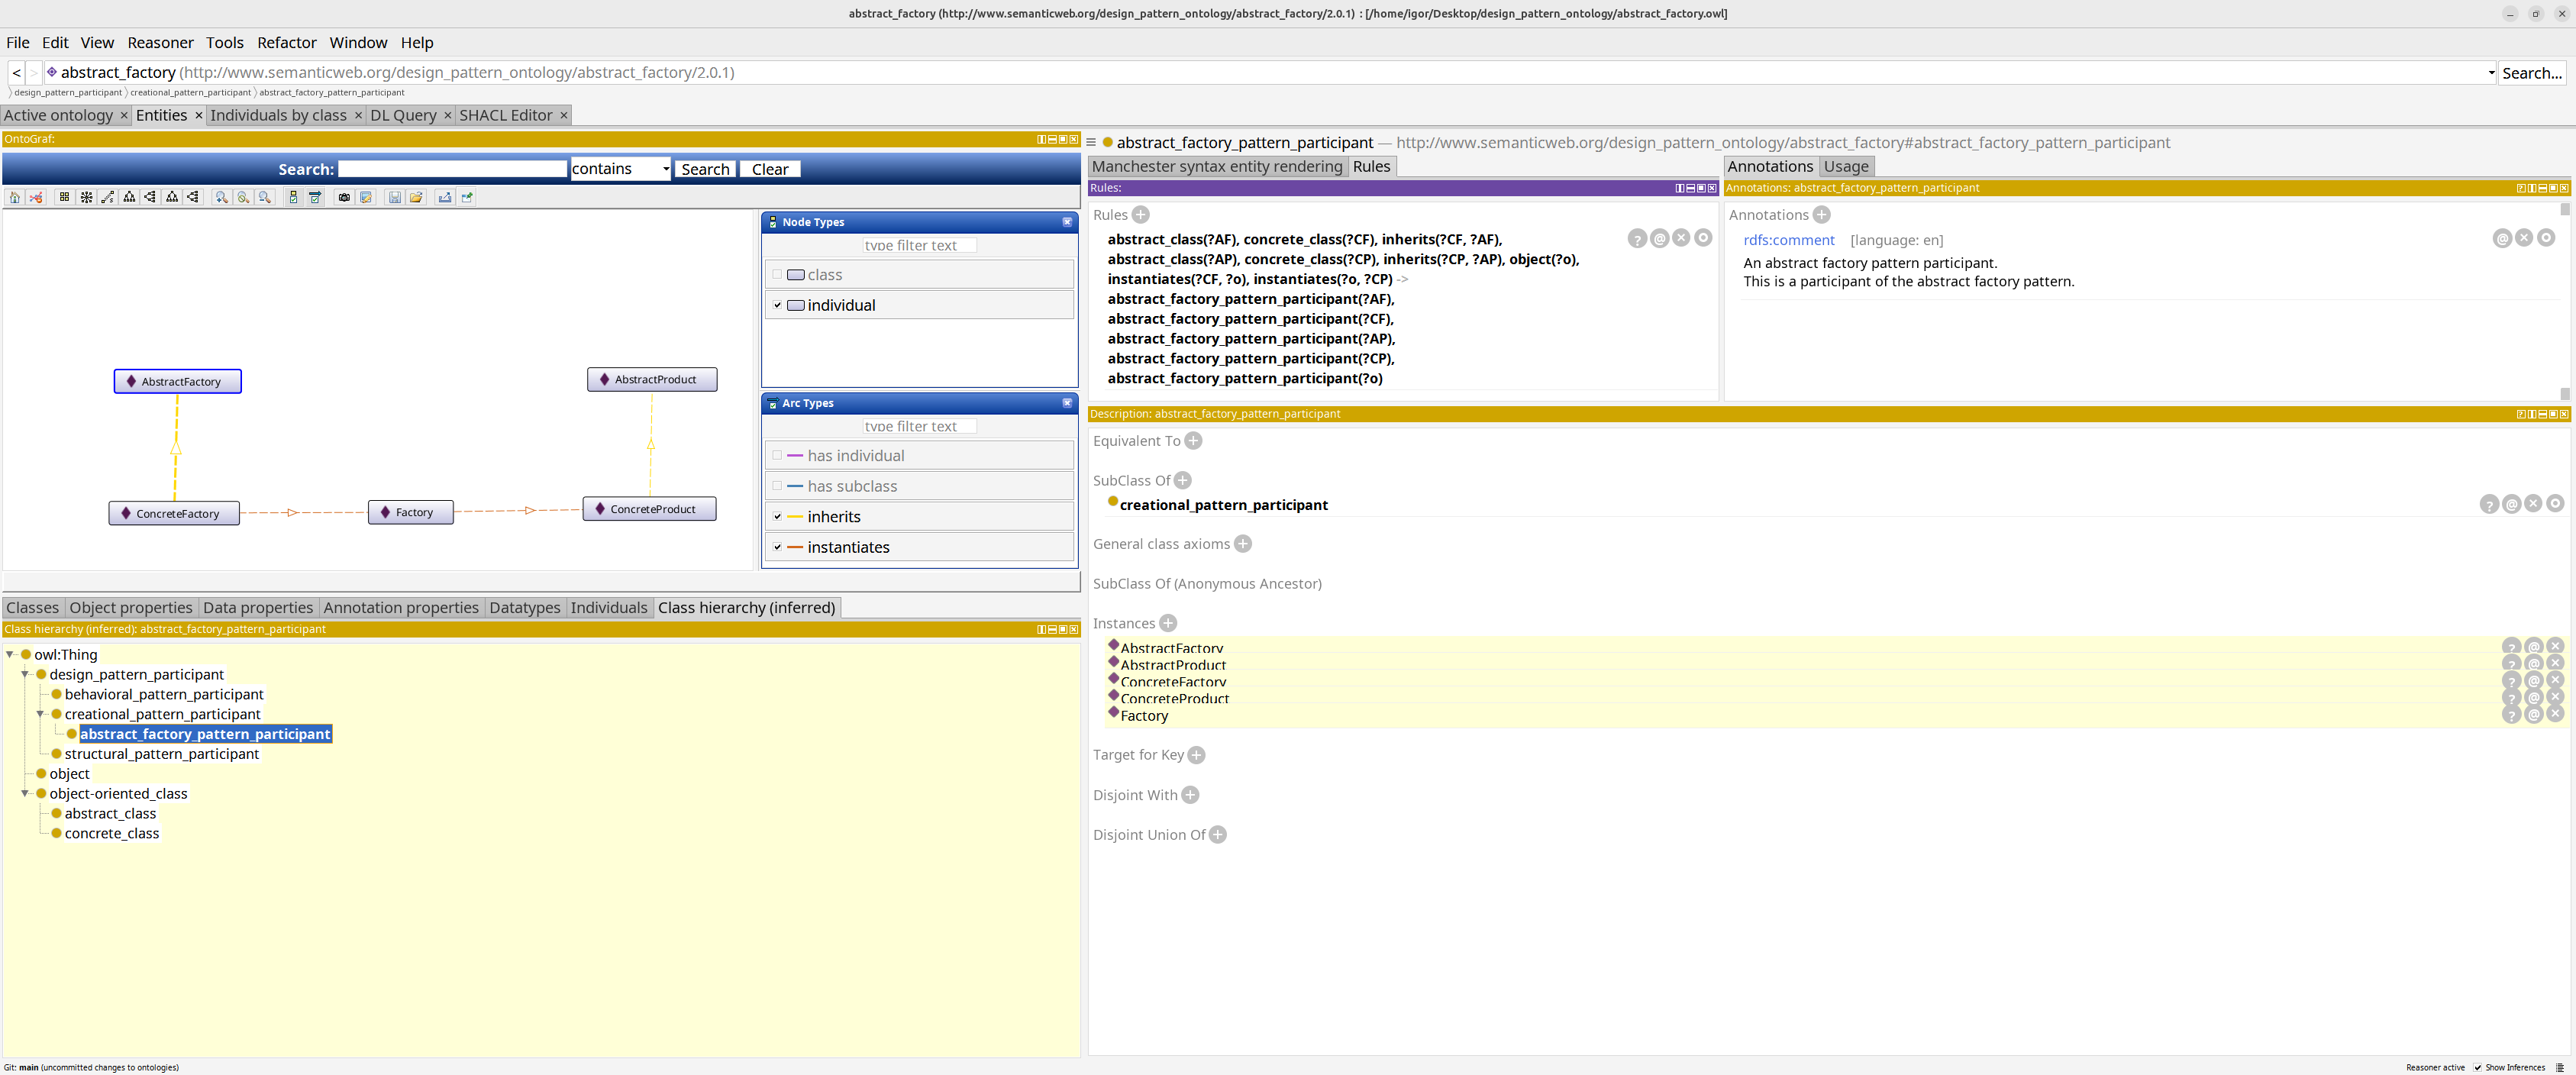 abstract_factory (http://www.semanticweb.org/design_pattern_ontology/abstract_factory/2.0.1) : [/home/igor/Desktop/design_pattern_ontology/abstract_factory.owl]
File Edit View Reasoner Tools Refactor Window Help
< > abstract_factory (http://www.semanticweb.org/design_pattern_ontology/abstract_factory/2.0.1) Search...
design_pattern_participant creational_pattern_participant abstract_factory_pattern_participant
Active ontology × Entities × Individuals by class × DL Query × SHACL Editor ×
OntoGraf:
Search: contains Search Clear
Node Types
type filter text
class
individual
Arc Types
type filter text
has individual
has subclass
inherits
instantiates
AbstractFactory
AbstractProduct
ConcreteFactory
Factory
ConcreteProduct
Classes Object properties Data properties Annotation properties Datatypes Individuals Class hierarchy (inferred)
Class hierarchy (inferred): abstract_factory_pattern_participant
owl:Thing
design_pattern_participant
behavioral_pattern_participant
creational_pattern_participant
abstract_factory_pattern_participant
structural_pattern_participant
object
object-oriented_class
abstract_class
concrete_class
abstract_factory_pattern_participant — http://www.semanticweb.org/design_pattern_ontology/abstract_factory#abstract_factory_pattern_participant
Manchester syntax entity rendering Rules
Rules:
Rules
abstract_class(?AF), concrete_class(?CF), inherits(?CF, ?AF),
abstract_class(?AP), concrete_class(?CP), inherits(?CP, ?AP), object(?o),
instantiates(?CF, ?o), instantiates(?o, ?CP) ->
abstract_factory_pattern_participant(?AF),
abstract_factory_pattern_participant(?CF),
abstract_factory_pattern_participant(?AP),
abstract_factory_pattern_participant(?CP),
abstract_factory_pattern_participant(?o)
Annotations Usage
Annotations: abstract_factory_pattern_participant
Annotations
rdfs:comment [language: en]
An abstract factory pattern participant.
This is a participant of the abstract factory pattern.
Description: abstract_factory_pattern_participant
Equivalent To
SubClass Of
creational_pattern_participant
General class axioms
SubClass Of (Anonymous Ancestor)
Instances
AbstractFactory
AbstractProduct
ConcreteFactory
ConcreteProduct
Factory
Target for Key
Disjoint With
Disjoint Union Of
Git: main (uncommitted changes to ontologies)
Reasoner active Show Inferences